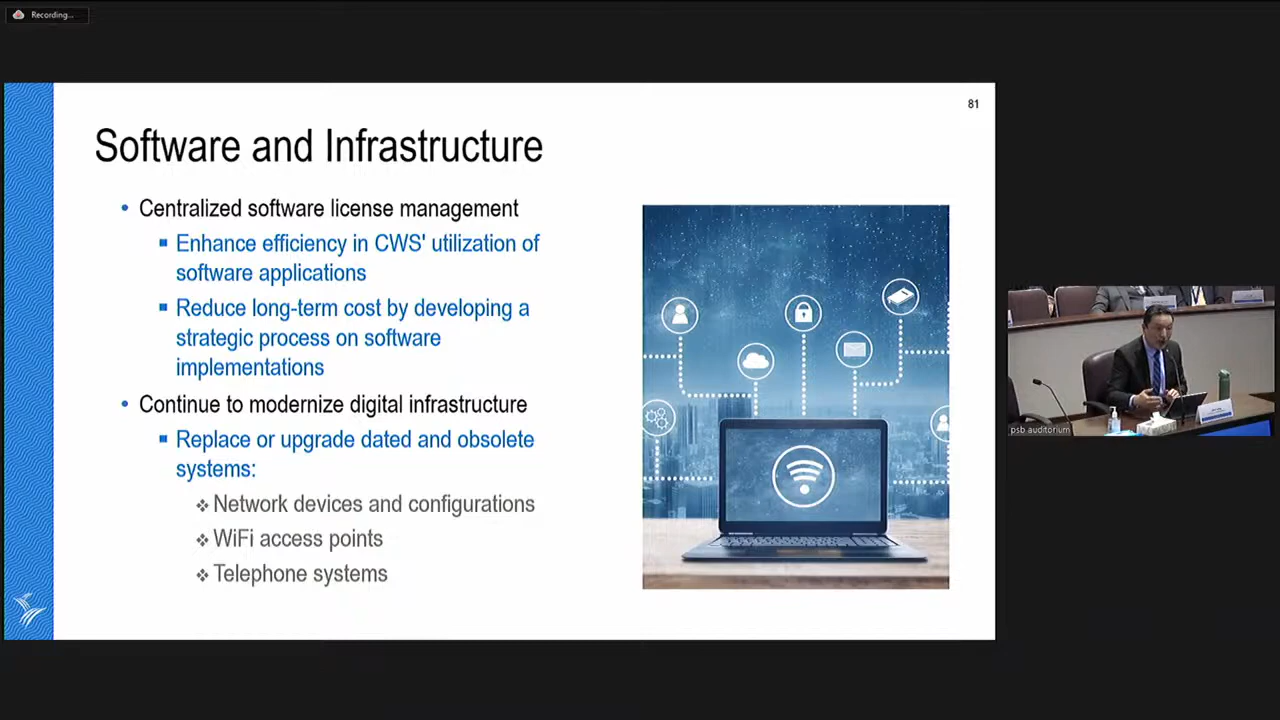 Recording...
81
Software and Infrastructure
Centralized software license management
Enhance efficiency in CWS' utilization of
software applications
Reduce long-term cost by developing a
strategic process on software
implementations
Continue to modernize digital infrastructure
Replace or upgrade dated and obsolete
systems:
Network devices and configurations
WiFi access points
Telephone systems
psb auditorium